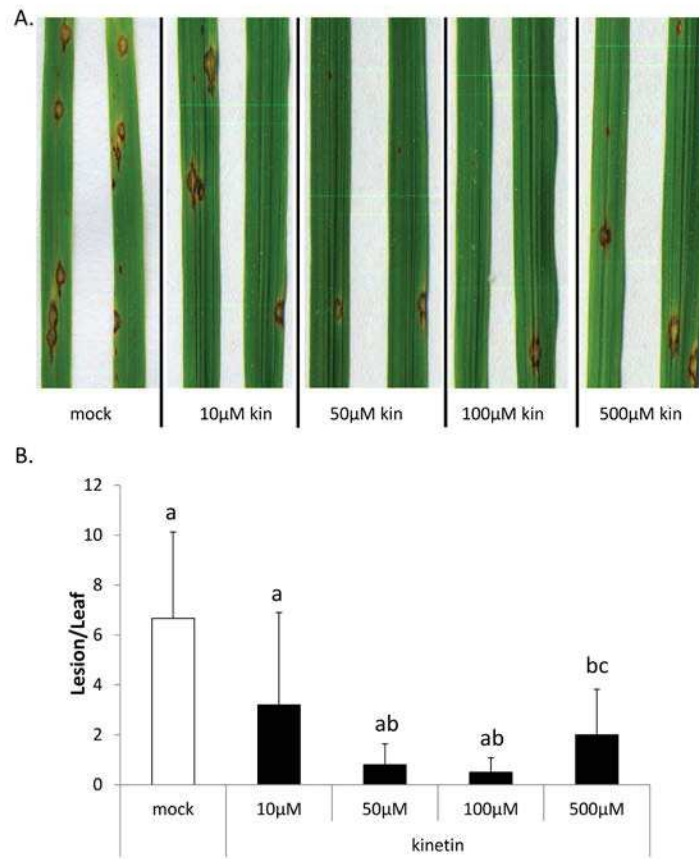 A.
mock 10µM kin 50µM kin 100µM kin 500µM kin
B.
Lesion/Leaf
12
10
8
6
4
2
0
a
a
ab
ab
bc
mock 10µM 50µM 100µM 500µM
kinetin